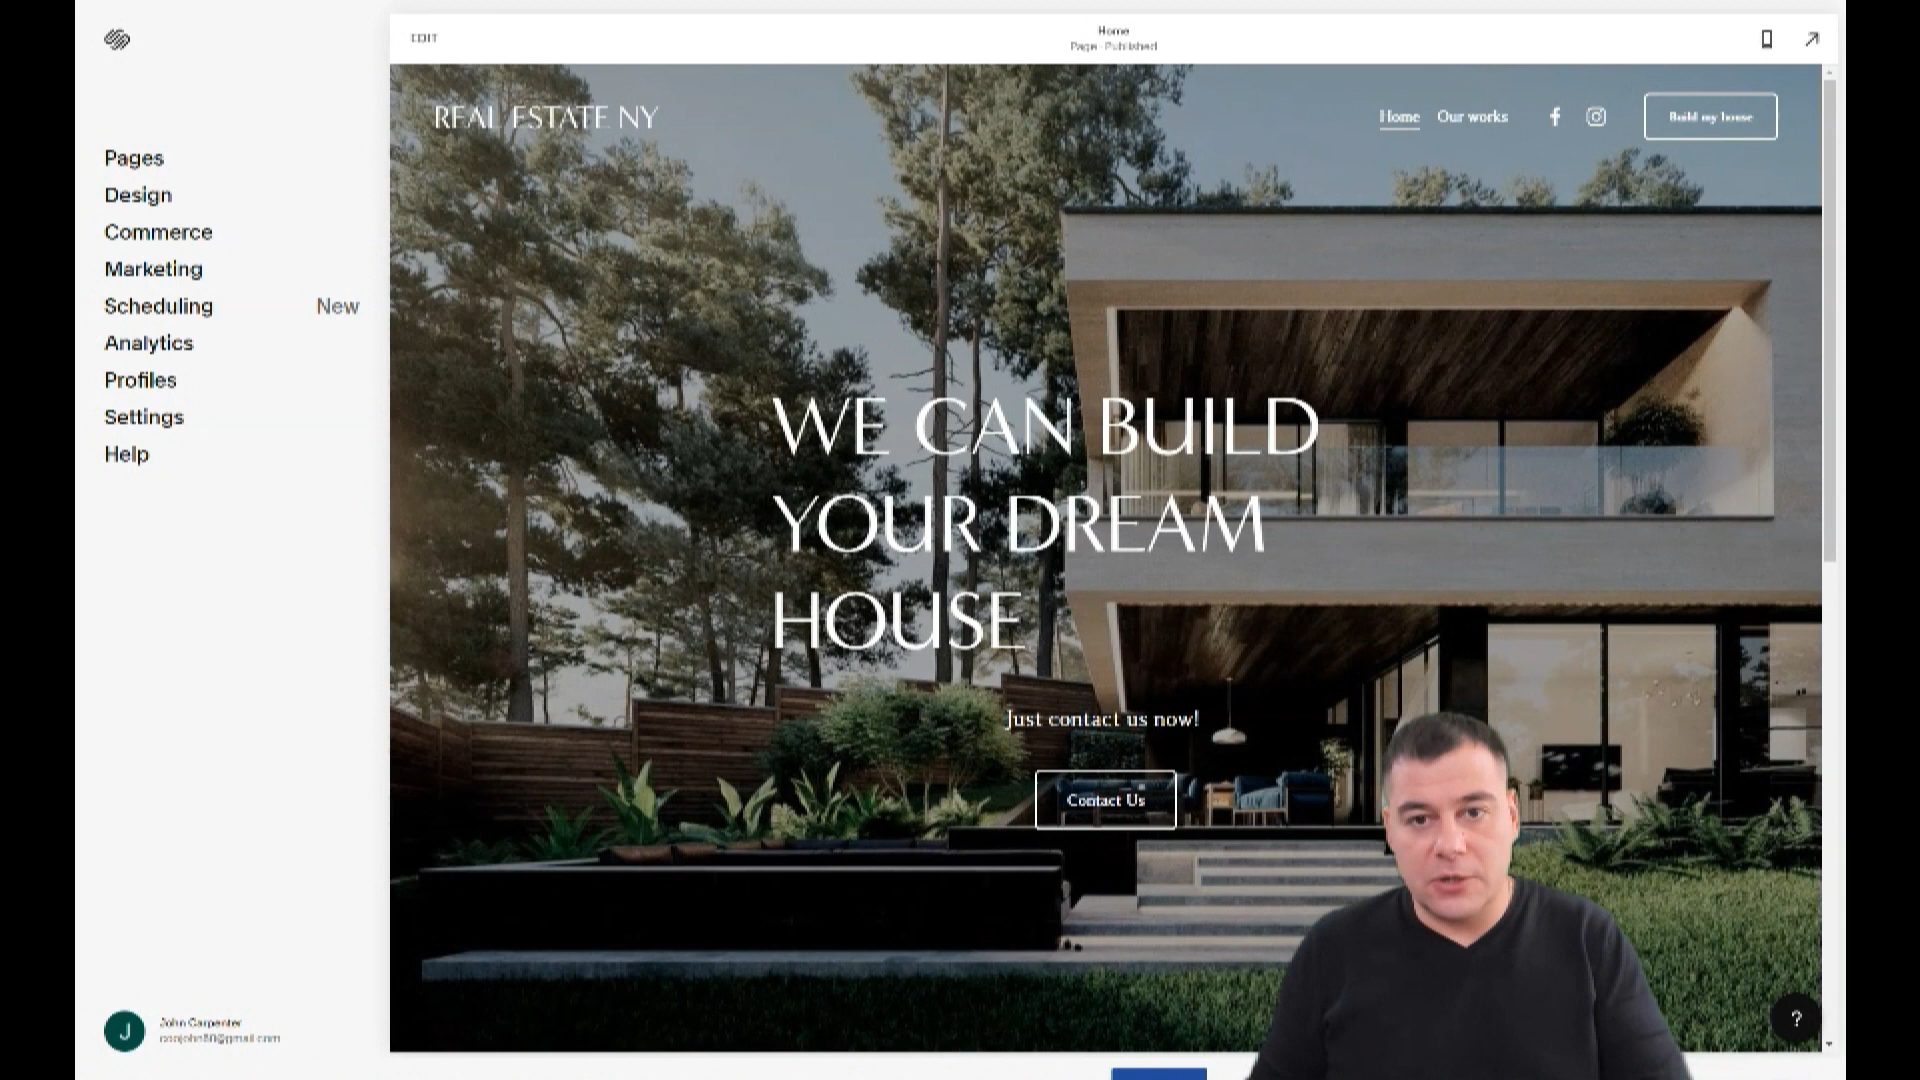 EDIT
Home
Page · Published
Pages
Design
Commerce
Marketing
Scheduling New
Analytics
Profiles
Settings
Help
REAL ESTATE NY
Home Our works
Build my house
WE CAN BUILD
YOUR DREAM
HOUSE
Just contact us now!
Contact Us
J
John Carpenter
?